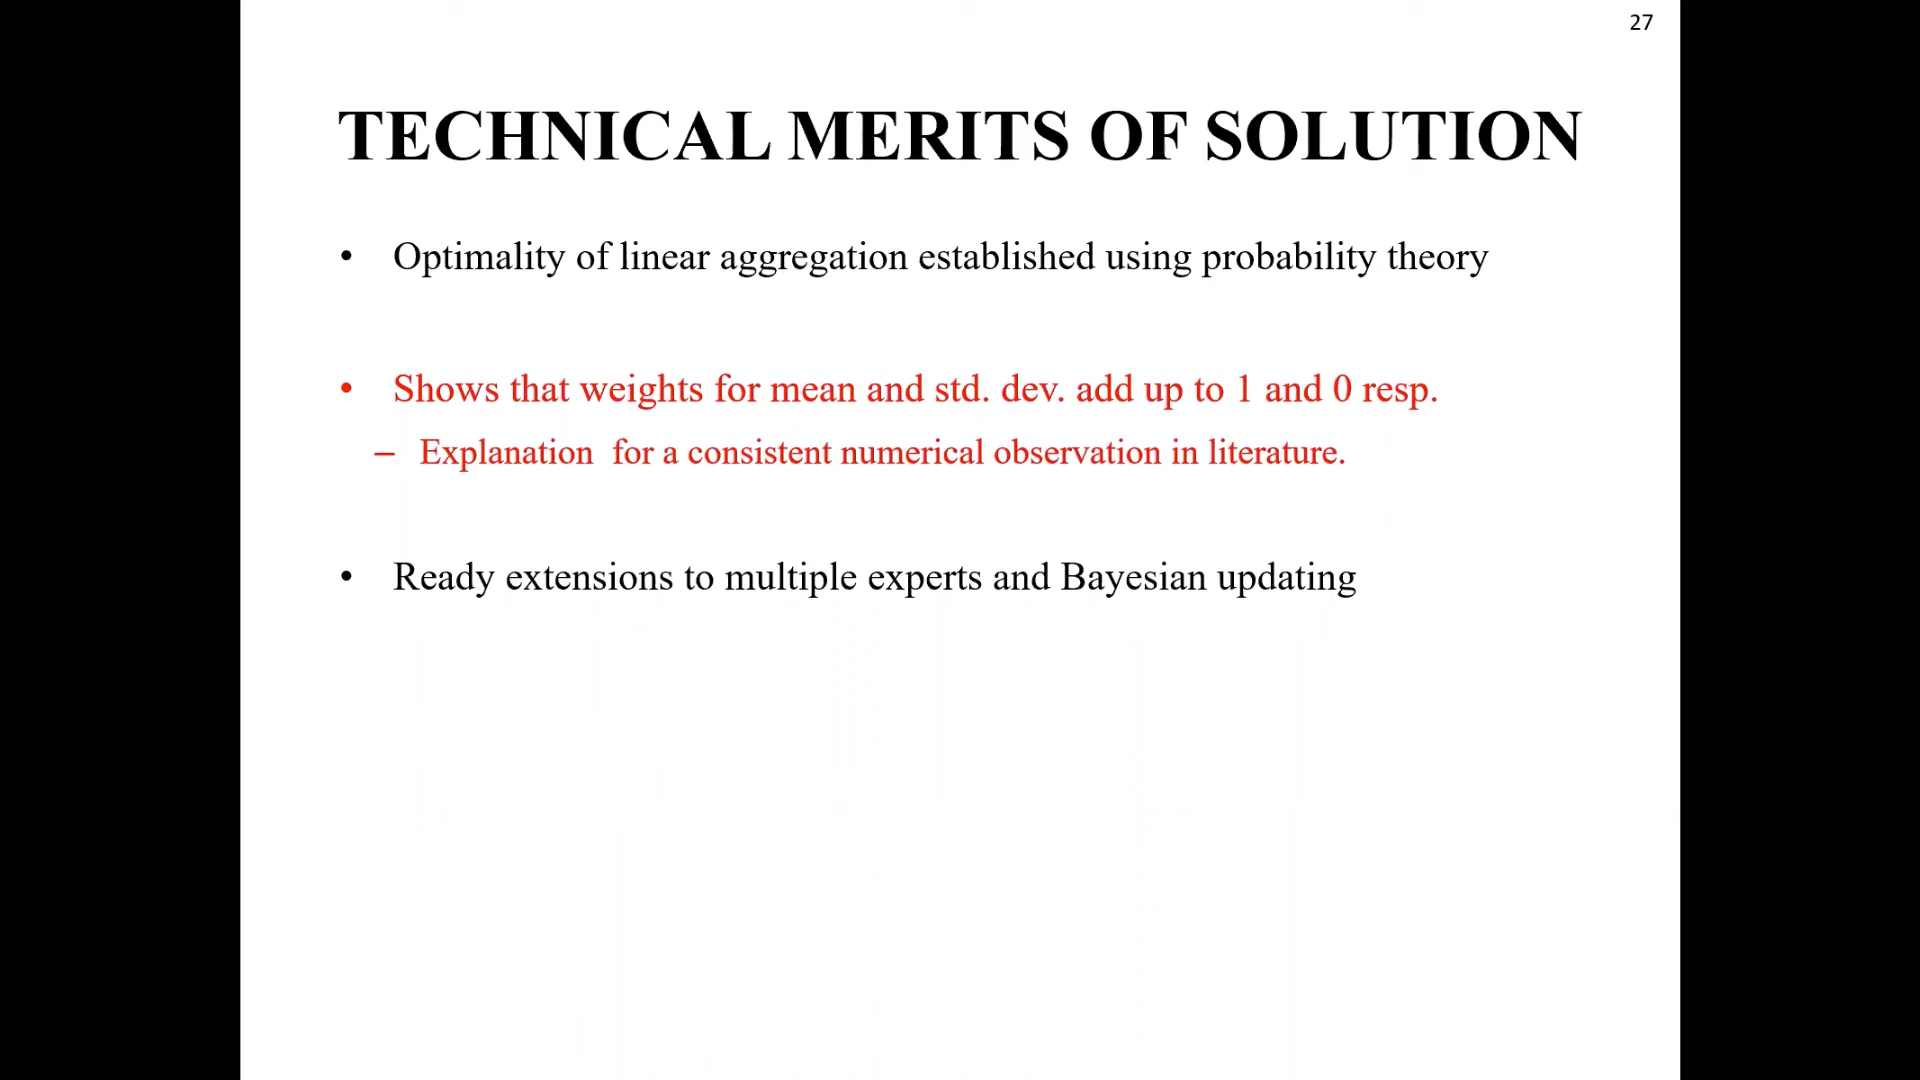 27
TECHNICAL MERITS OF SOLUTION
• Optimality of linear aggregation established using probability theory
• Shows that weights for mean and std. dev. add up to 1 and 0 resp.
– Explanation  for a consistent numerical observation in literature.
• Ready extensions to multiple experts and Bayesian updating